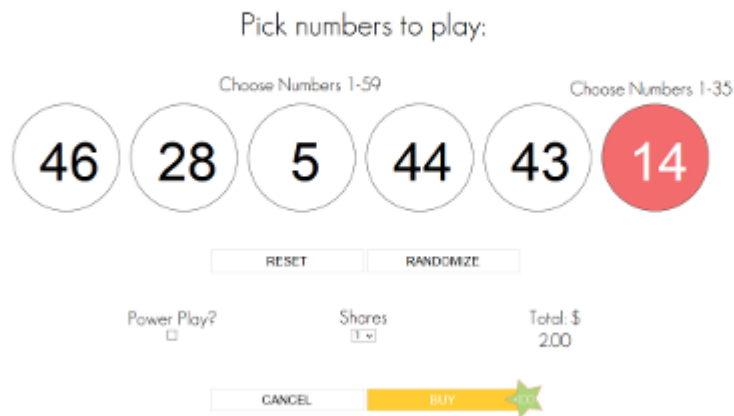 Pick numbers to play:
Choose Numbers 1-59
Choose Numbers 1-35
46 28 5 44 43 14
RESET RANDOMIZE
Power Play? Shares Total: $
1 2.00
CANCEL BUY